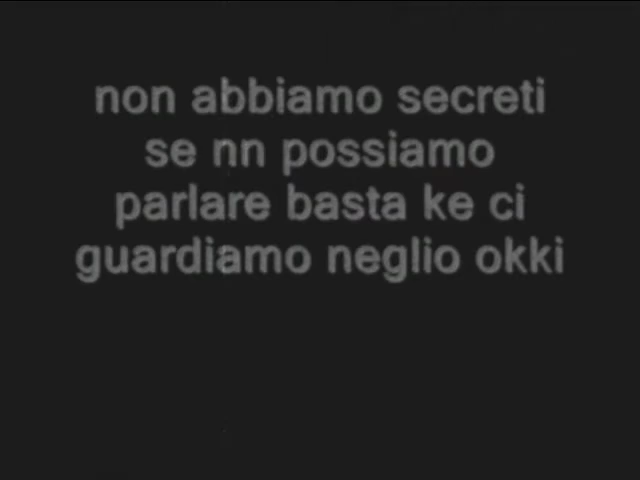 non abbiamo secreti
se nn possiamo
parlare basta ke ci
guardiamo neglio okki